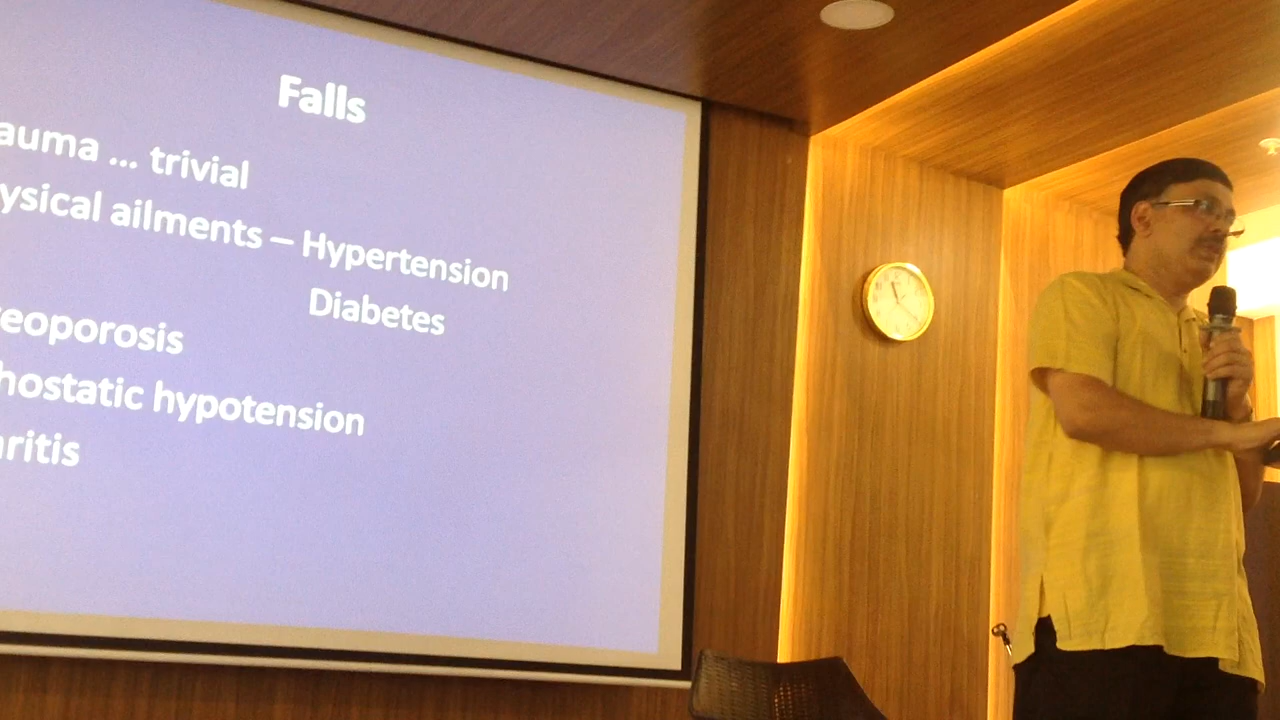 Falls
auma ... trivial
ysical ailments – Hypertension
Diabetes
eoporosis
hostatic hypotension
ritis